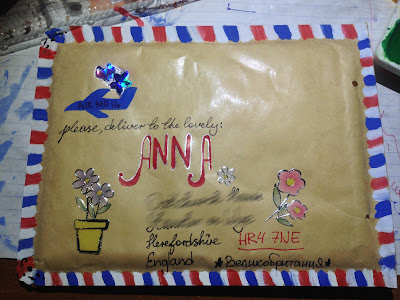 AIR MAIL
please, deliver to the lovely:
ANNA
Herefordshire HR4 7NE
England ★Великобритания★